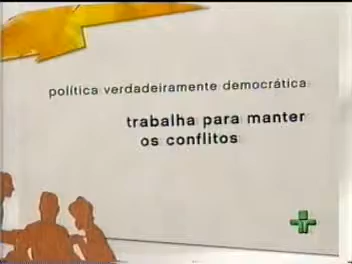 política verdadeiramente democrática
trabalha para manter
os conflitos